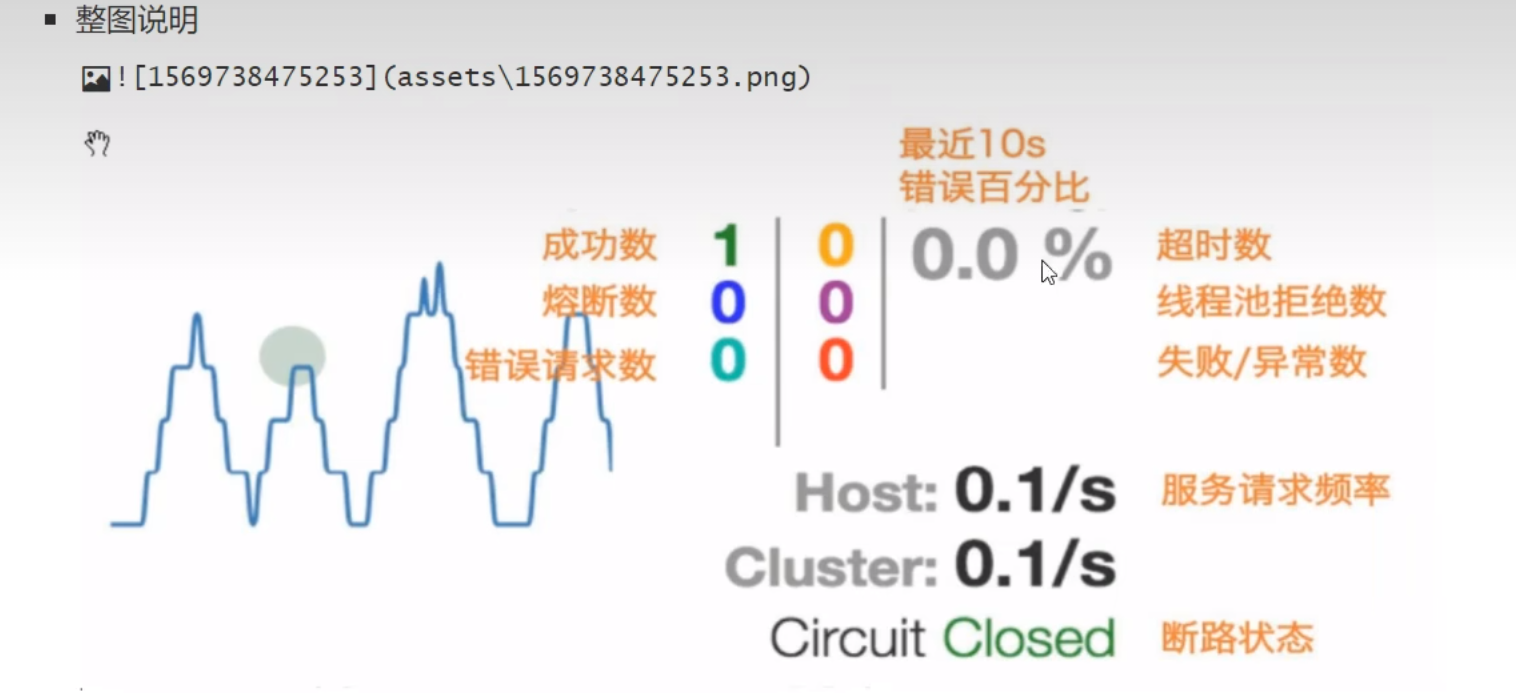 整图说明
![1569738475253](assets\1569738475253.png)
最近10s
错误百分比
成功数 1 0 0.0 % 超时数
熔断数 0 0 线程池拒绝数
错误请求数 0 0 失败/异常数
Host: 0.1/s 服务请求频率
Cluster: 0.1/s
Circuit Closed 断路状态